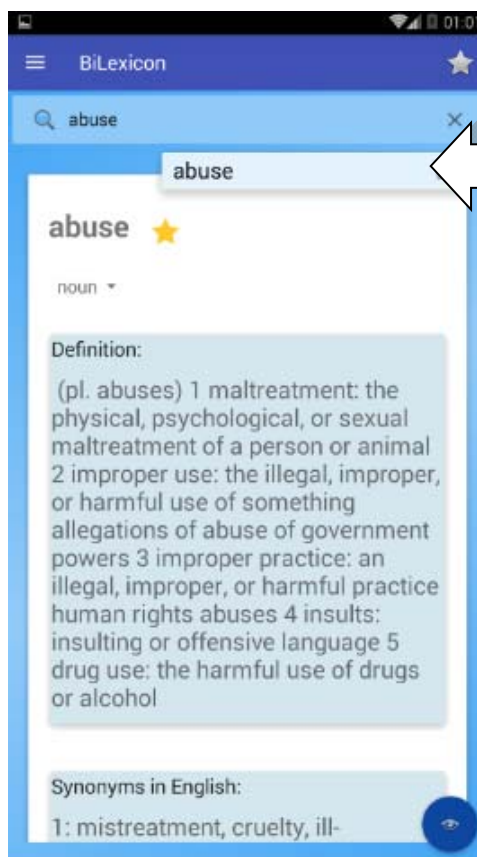 01:01
BiLexicon
abuse
abuse
abuse
noun
Definition:
(pl. abuses) 1 maltreatment: the
physical, psychological, or sexual
maltreatment of a person or animal
2 improper use: the illegal, improper,
or harmful use of something
allegations of abuse of government
powers 3 improper practice: an
illegal, improper, or harmful practice
human rights abuses 4 insults:
insulting or offensive language 5
drug use: the harmful use of drugs
or alcohol
Synonyms in English:
1: mistreatment, cruelty, ill-